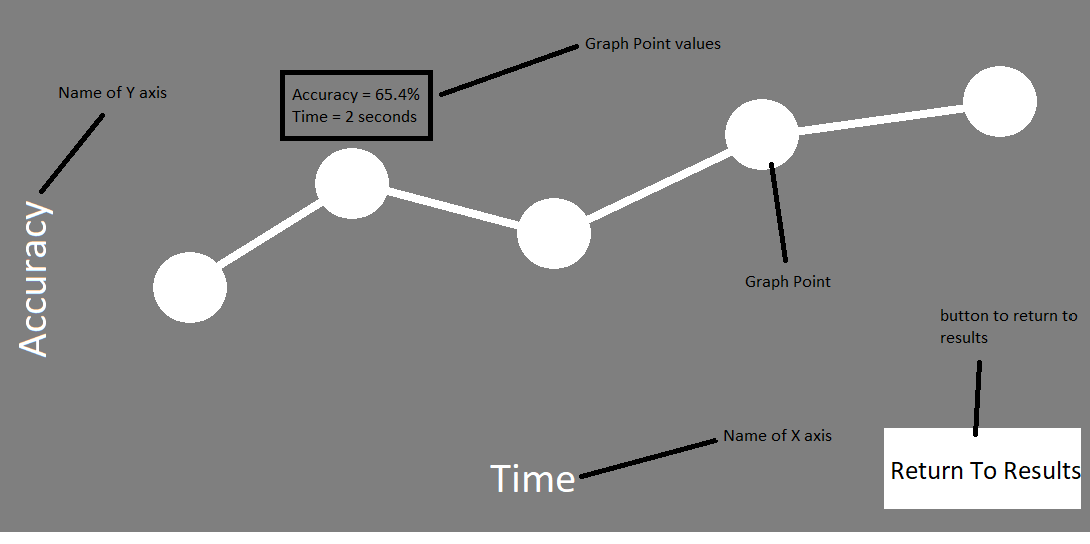 Graph Point values
Name of Y axis
Accuracy = 65.4%
Time = 2 seconds
Accuracy
Graph Point
button to return to
results
Name of X axis
Time
Return To Results